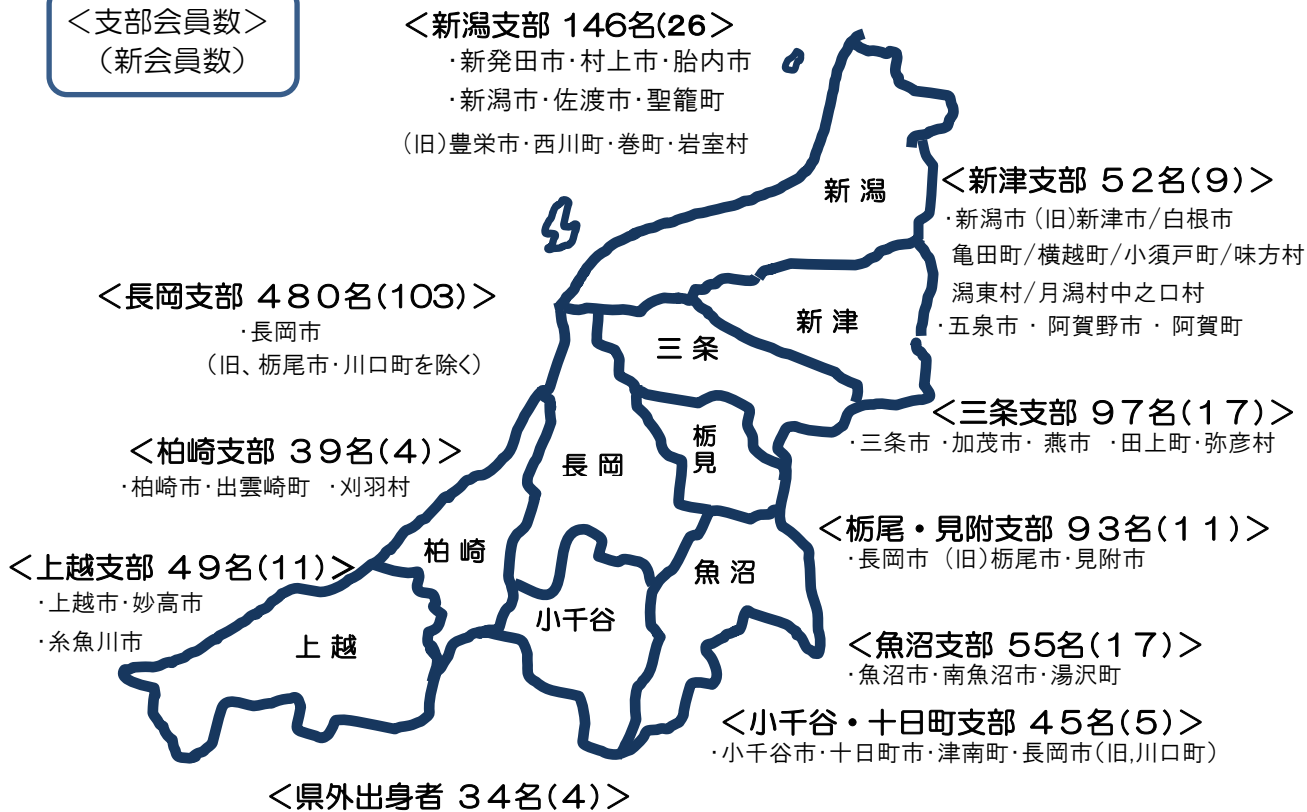 ＜支部会員数＞
（新会員数）
＜新潟支部 146名(26＞
・新発田市・村上市・胎内市
・新潟市・佐渡市・聖籠町
（旧）豊栄市・西川町・巻町・岩室村
新 潟
＜新津支部 ５２名(９)＞
・新潟市 （旧）新津市/白根市
亀田町/横越町/小須戸町/味方村
潟東村/月潟村中之口村
・五泉市 ・ 阿賀野市 ・ 阿賀町
＜長岡支部 ４８０名(103)＞
・長岡市
（旧、栃尾市・川口町を除く）
新 津
三 条
＜三条支部 ９７名(１７)＞
・三条市 ・加茂市・ 燕市 ・田上町・弥彦村
＜柏崎支部 ３９名(４)＞
・柏崎市・出雲崎町 ・刈羽村
栃
見
長 岡
＜栃尾・見附支部 ９３名(１１)＞
・長岡市 （旧）栃尾市・見附市
＜上越支部 ４９名(11)＞
・上越市・妙高市
・糸魚川市
柏 崎
魚 沼
小千谷
上 越
＜魚沼支部 55名(１７)＞
・魚沼市・南魚沼市・湯沢町
＜小千谷・十日町支部 ４５名(５)＞
・小千谷市・十日町市・津南町・長岡市（旧,川口町）
＜県外出身者 ３４名(４)＞